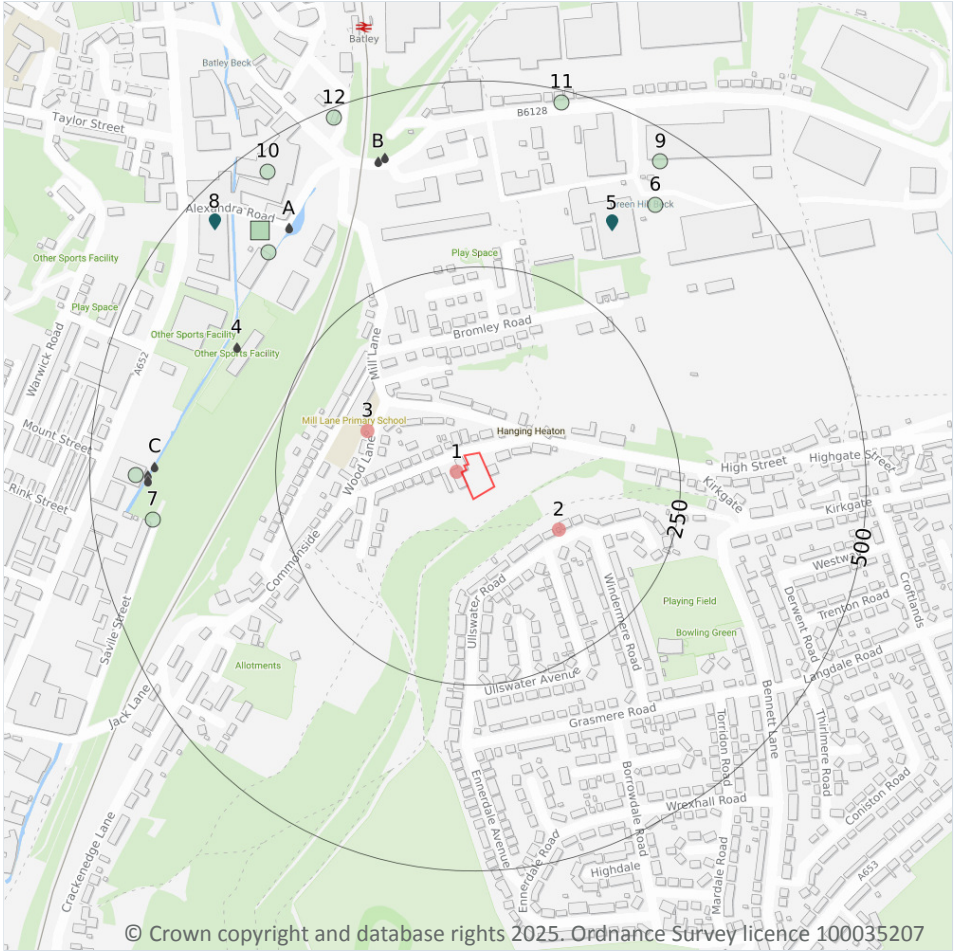 Batley
Batley Beck
11
12
B6128
Taylor Street
B
9
10
6
8
Alexandra Road
A
5
Play Space
Other Sports Facility
Bromley Road
4
Play Space
Other Sports Facility
Other Sports Facility
Mill Lane
A652
Warwick Road
3
Mill Lane Primary School
Hanging Heaton
Mount Street
C
1
Wood Lane
High Street
Highgate Street
Rink Street
7
Kirkgate
Kirkgate
2
250
500
Commonside
Westw
Ullswater Road
Windermere Road
Playing Field
Derwent Road
Trenton Road
Croftlands
Savile Street
Bowling Green
Allotments
Langdale Road
Ullswater Avenue
Jack Lane
Grasmere Road
Bennett Lane
Torridon Road
Thirlmere Road
Ennerdale Avenue
Borrowdale Road
Wrexhall Road
Coniston Road
Crackenedge Lane
Ennerdale Road
Highdale
Mardale Road
A653
© Crown copyright and database rights 2025. Ordnance Survey licence 100035207